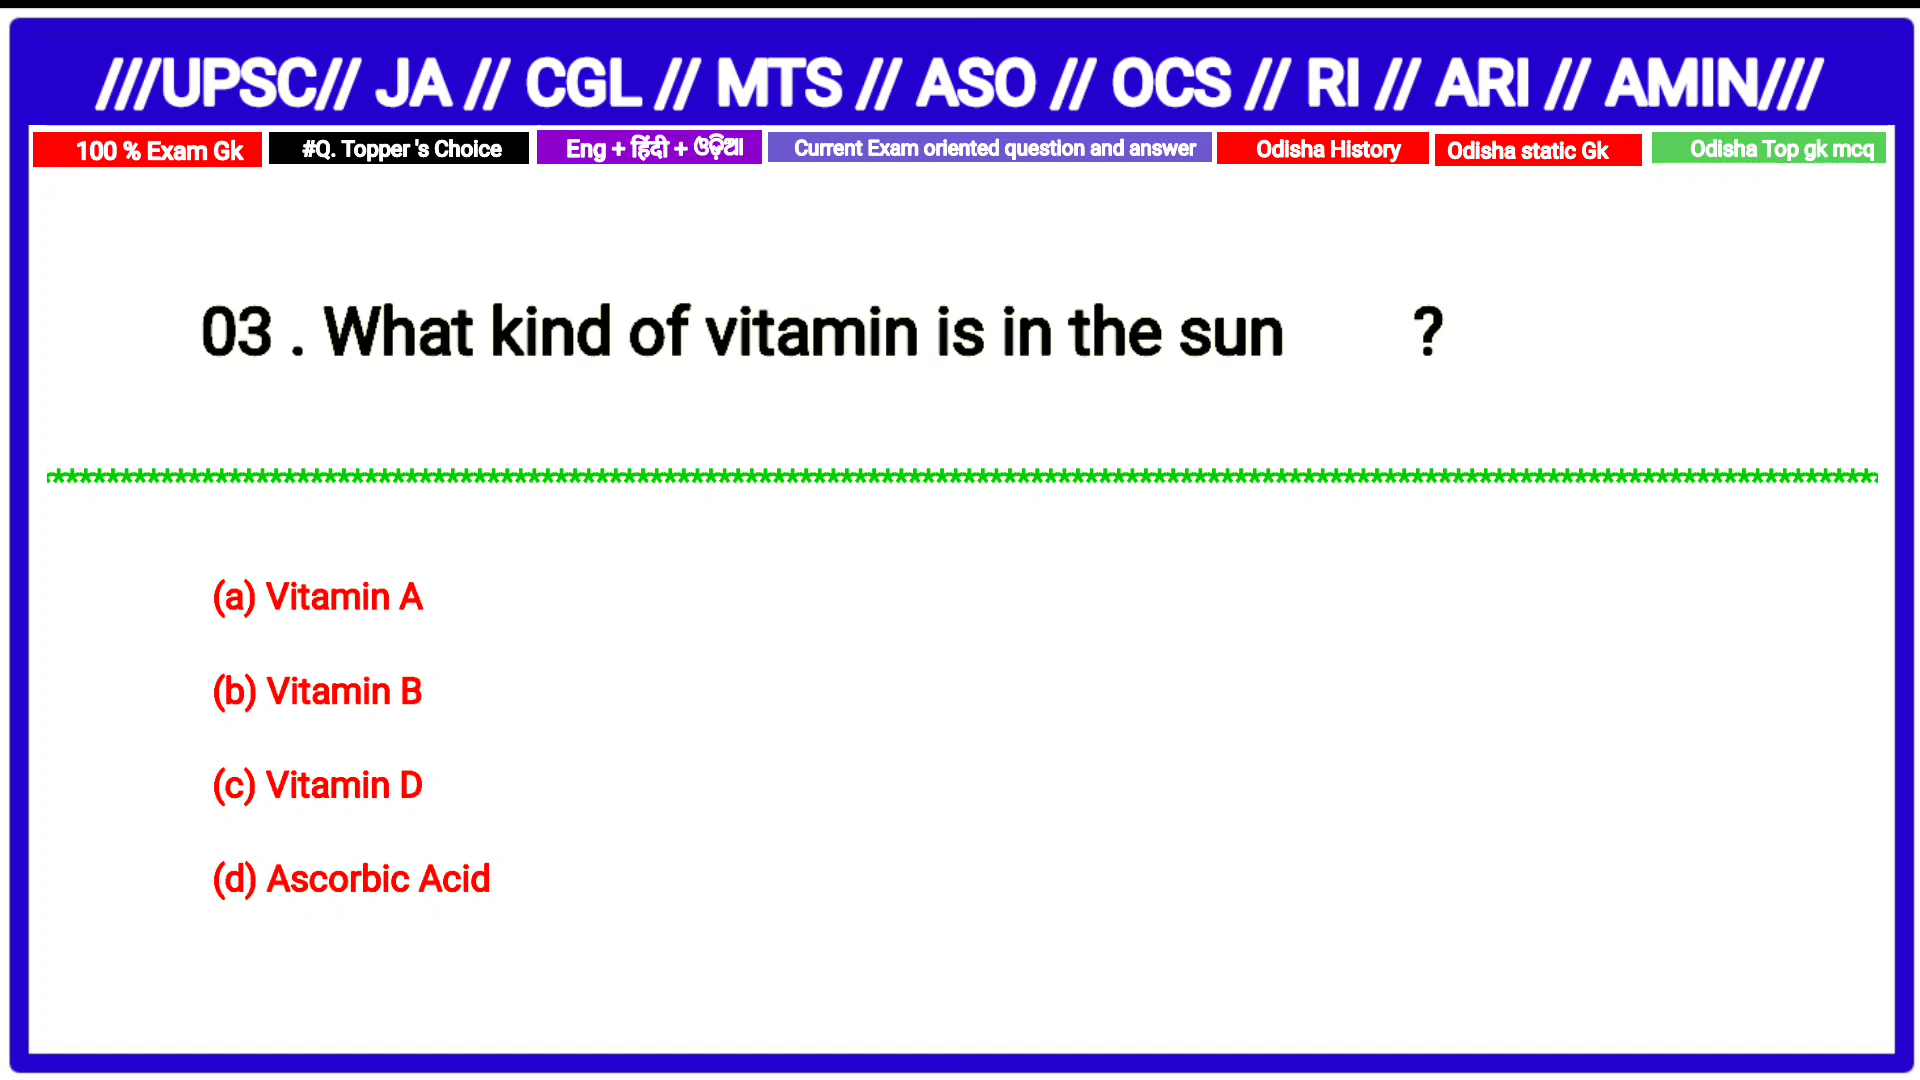 ///UPSC// JA // CGL // MTS // ASO // OCS // RI // ARI // AMIN///
100 % Exam Gk #Q. Topper 's Choice Eng + हिंदी + ଓଡ଼ିଆ Current Exam oriented question and answer Odisha History Odisha static Gk Odisha Top gk mcq
03 . What kind of vitamin is in the sun ?
(a) Vitamin A
(b) Vitamin B
(c) Vitamin D
(d) Ascorbic Acid